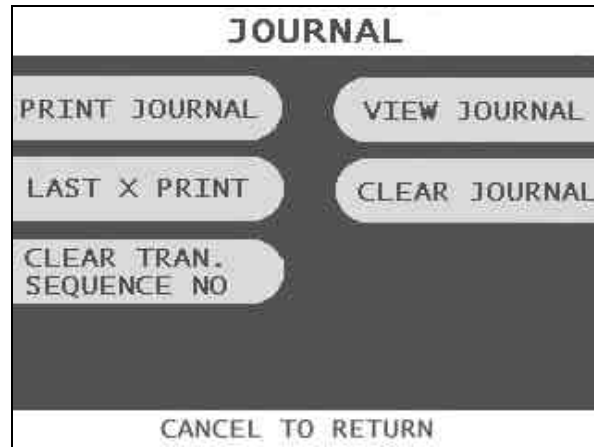 JOURNAL
PRINT JOURNAL
VIEW JOURNAL
LAST X PRINT
CLEAR JOURNAL
CLEAR TRAN.
SEQUENCE NO
CANCEL TO RETURN